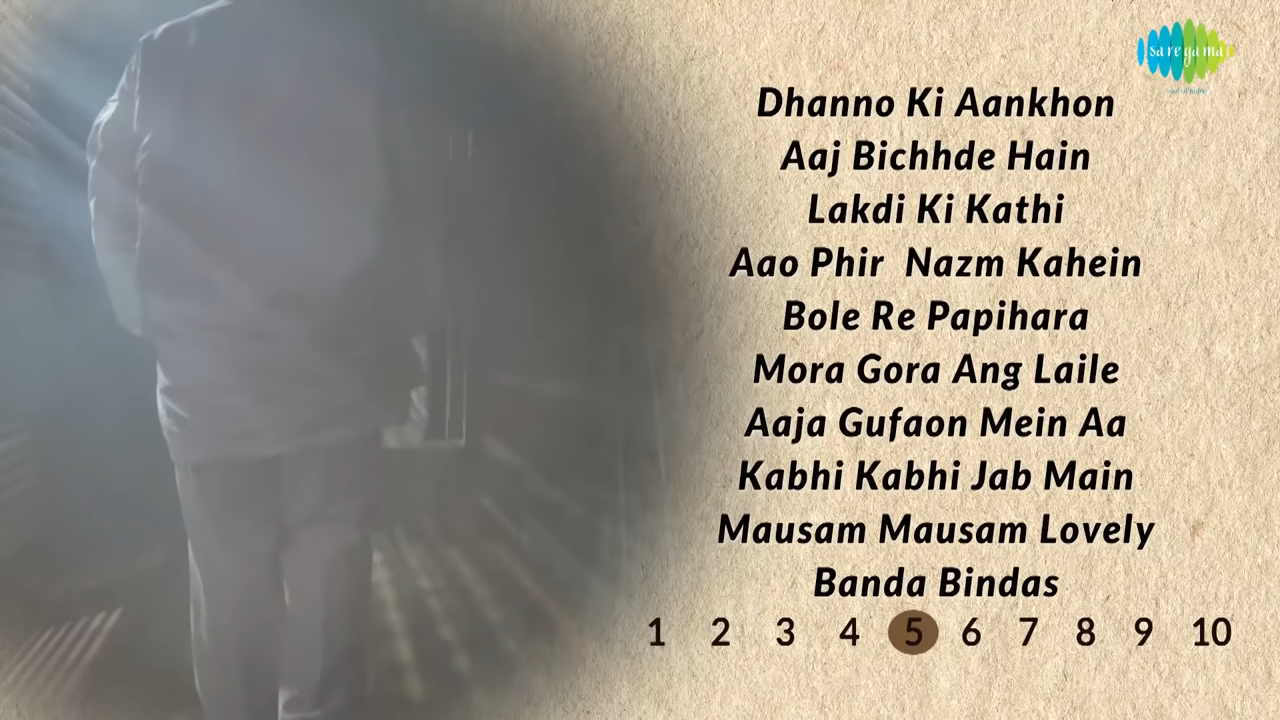 sa re ga ma
Dhanno Ki Aankhon
Aaj Bichhde Hain
Lakdi Ki Kathi
Aao Phir Nazm Kahein
Bole Re Papihara
Mora Gora Ang Laile
Aaja Gufaon Mein Aa
Kabhi Kabhi Jab Main
Mausam Mausam Lovely
Banda Bindas
1 2 3 4 5 6 7 8 9 10